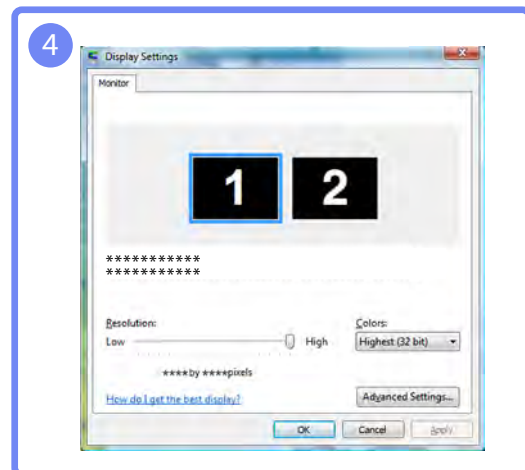 4
Display Settings
Monitor
1 2
***********
***********
Resolution: Colors:
Low High Highest (32 bit)
**** by ****pixels
How do I get the best display? Advanced Settings...
OK Cancel Apply